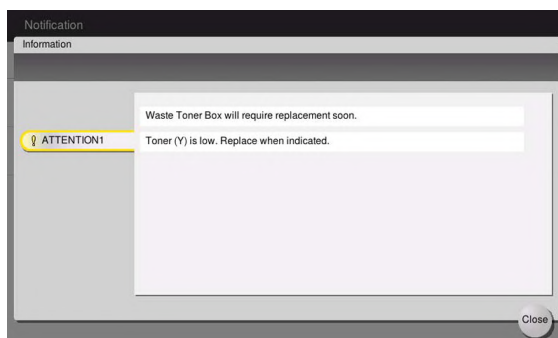 Notification
Information
Waste Toner Box will require replacement soon.
ATTENTION1
Toner (Y) is low. Replace when indicated.
Close